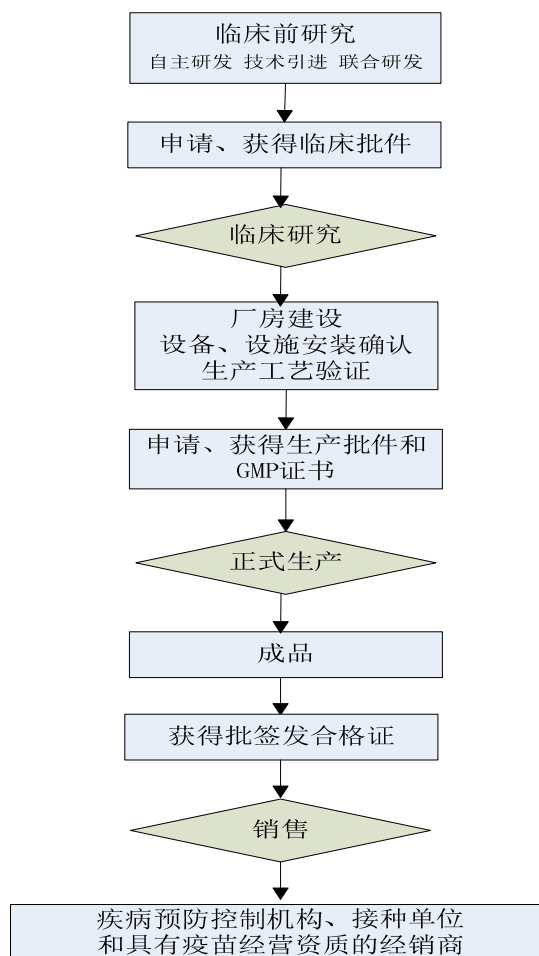 临床前研究
自主研发 技术引进 联合研发
申请、获得临床批件
临床研究
厂房建设
设备、设施安装确认
生产工艺验证
申请、获得生产批件和
GMP证书
正式生产
成品
获得批签发合格证
销售
疾病预防控制机构、接种单位
和具有疫苗经营资质的经销商